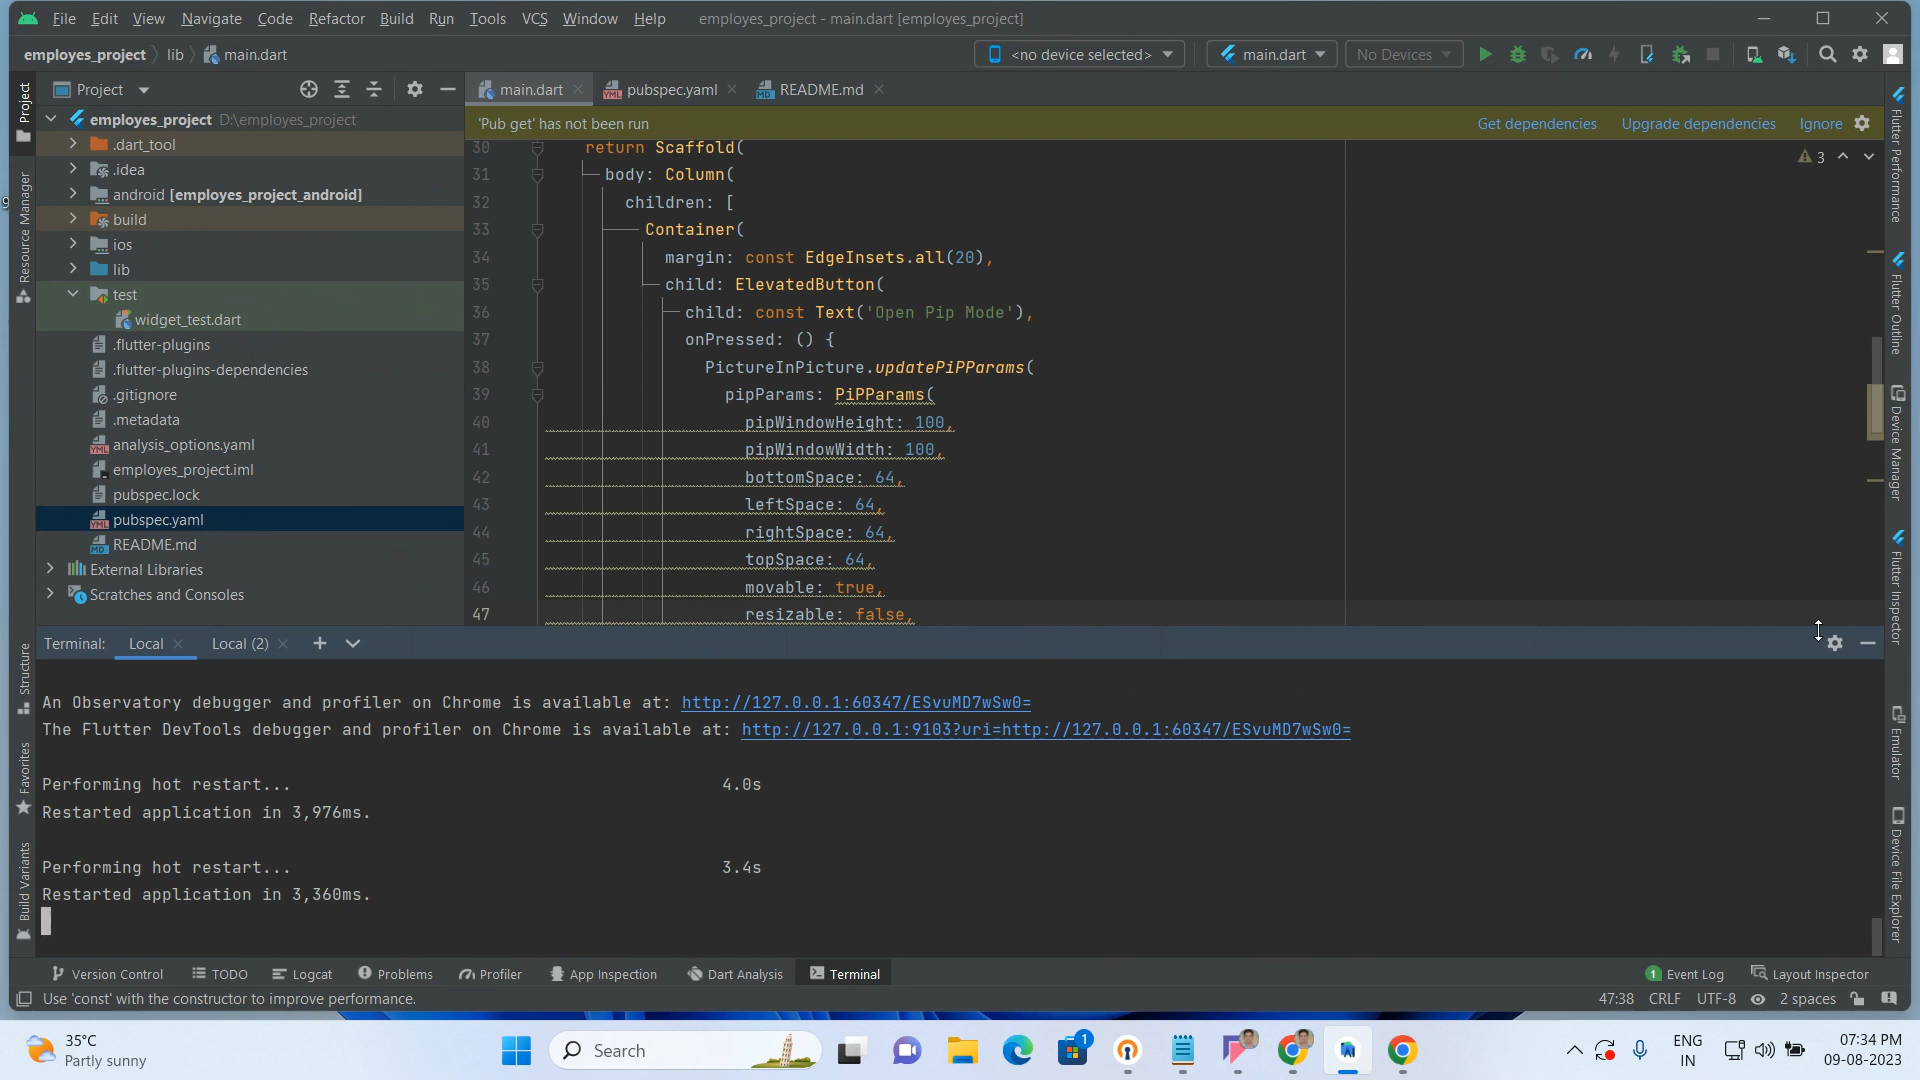 File Edit View Navigate Code Refactor Build Run Tools VCS Window Help employes_project - main.dart [employes_project]
employes_project lib main.dart <no device selected> main.dart No Devices
Project
main.dart pubspec.yaml README.md
employes_project D:\employes_project
'Pub get' has not been run Get dependencies Upgrade dependencies Ignore
.dart_tool
.idea
android [employes_project_android]
build
ios
lib
test
widget_test.dart
.flutter-plugins
.flutter-plugins-dependencies
.gitignore
.metadata
analysis_options.yaml
employes_project.iml
pubspec.lock
pubspec.yaml
README.md
External Libraries
Scratches and Consoles
3
30 return Scaffold(
31 body: Column(
32 children: [
33 Container(
34 margin: const EdgeInsets.all(20),
35 child: ElevatedButton(
36 child: const Text('Open Pip Mode'),
37 onPressed: () {
38 PictureInPicture.updatePiPParams(
39 pipParams: PiPParams(
40 pipWindowHeight: 100,
41 pipWindowWidth: 100,
42 bottomSpace: 64,
43 leftSpace: 64,
44 rightSpace: 64,
45 topSpace: 64,
46 movable: true,
47 resizable: false,
Project
Resource Manager
Structure
Favorites
Build Variants
Flutter Performance
Flutter Outline
Device Manager
Flutter Inspector
Emulator
Device File Explorer
Terminal: Local Local (2)
An Observatory debugger and profiler on Chrome is available at: http://127.0.0.1:60347/ESvuMD7wSw0=
The Flutter DevTools debugger and profiler on Chrome is available at: http://127.0.0.1:9103?uri=http://127.0.0.1:60347/ESvuMD7wSw0=
Performing hot restart... 4.0s
Restarted application in 3,976ms.
Performing hot restart... 3.4s
Restarted application in 3,360ms.
Version Control TODO Logcat Problems Profiler App Inspection Dart Analysis Terminal 1 Event Log Layout Inspector
Use 'const' with the constructor to improve performance. 47:38 CRLF UTF-8 2 spaces
35°C
Partly sunny
Search
1
ENG
IN
07:34 PM
09-08-2023